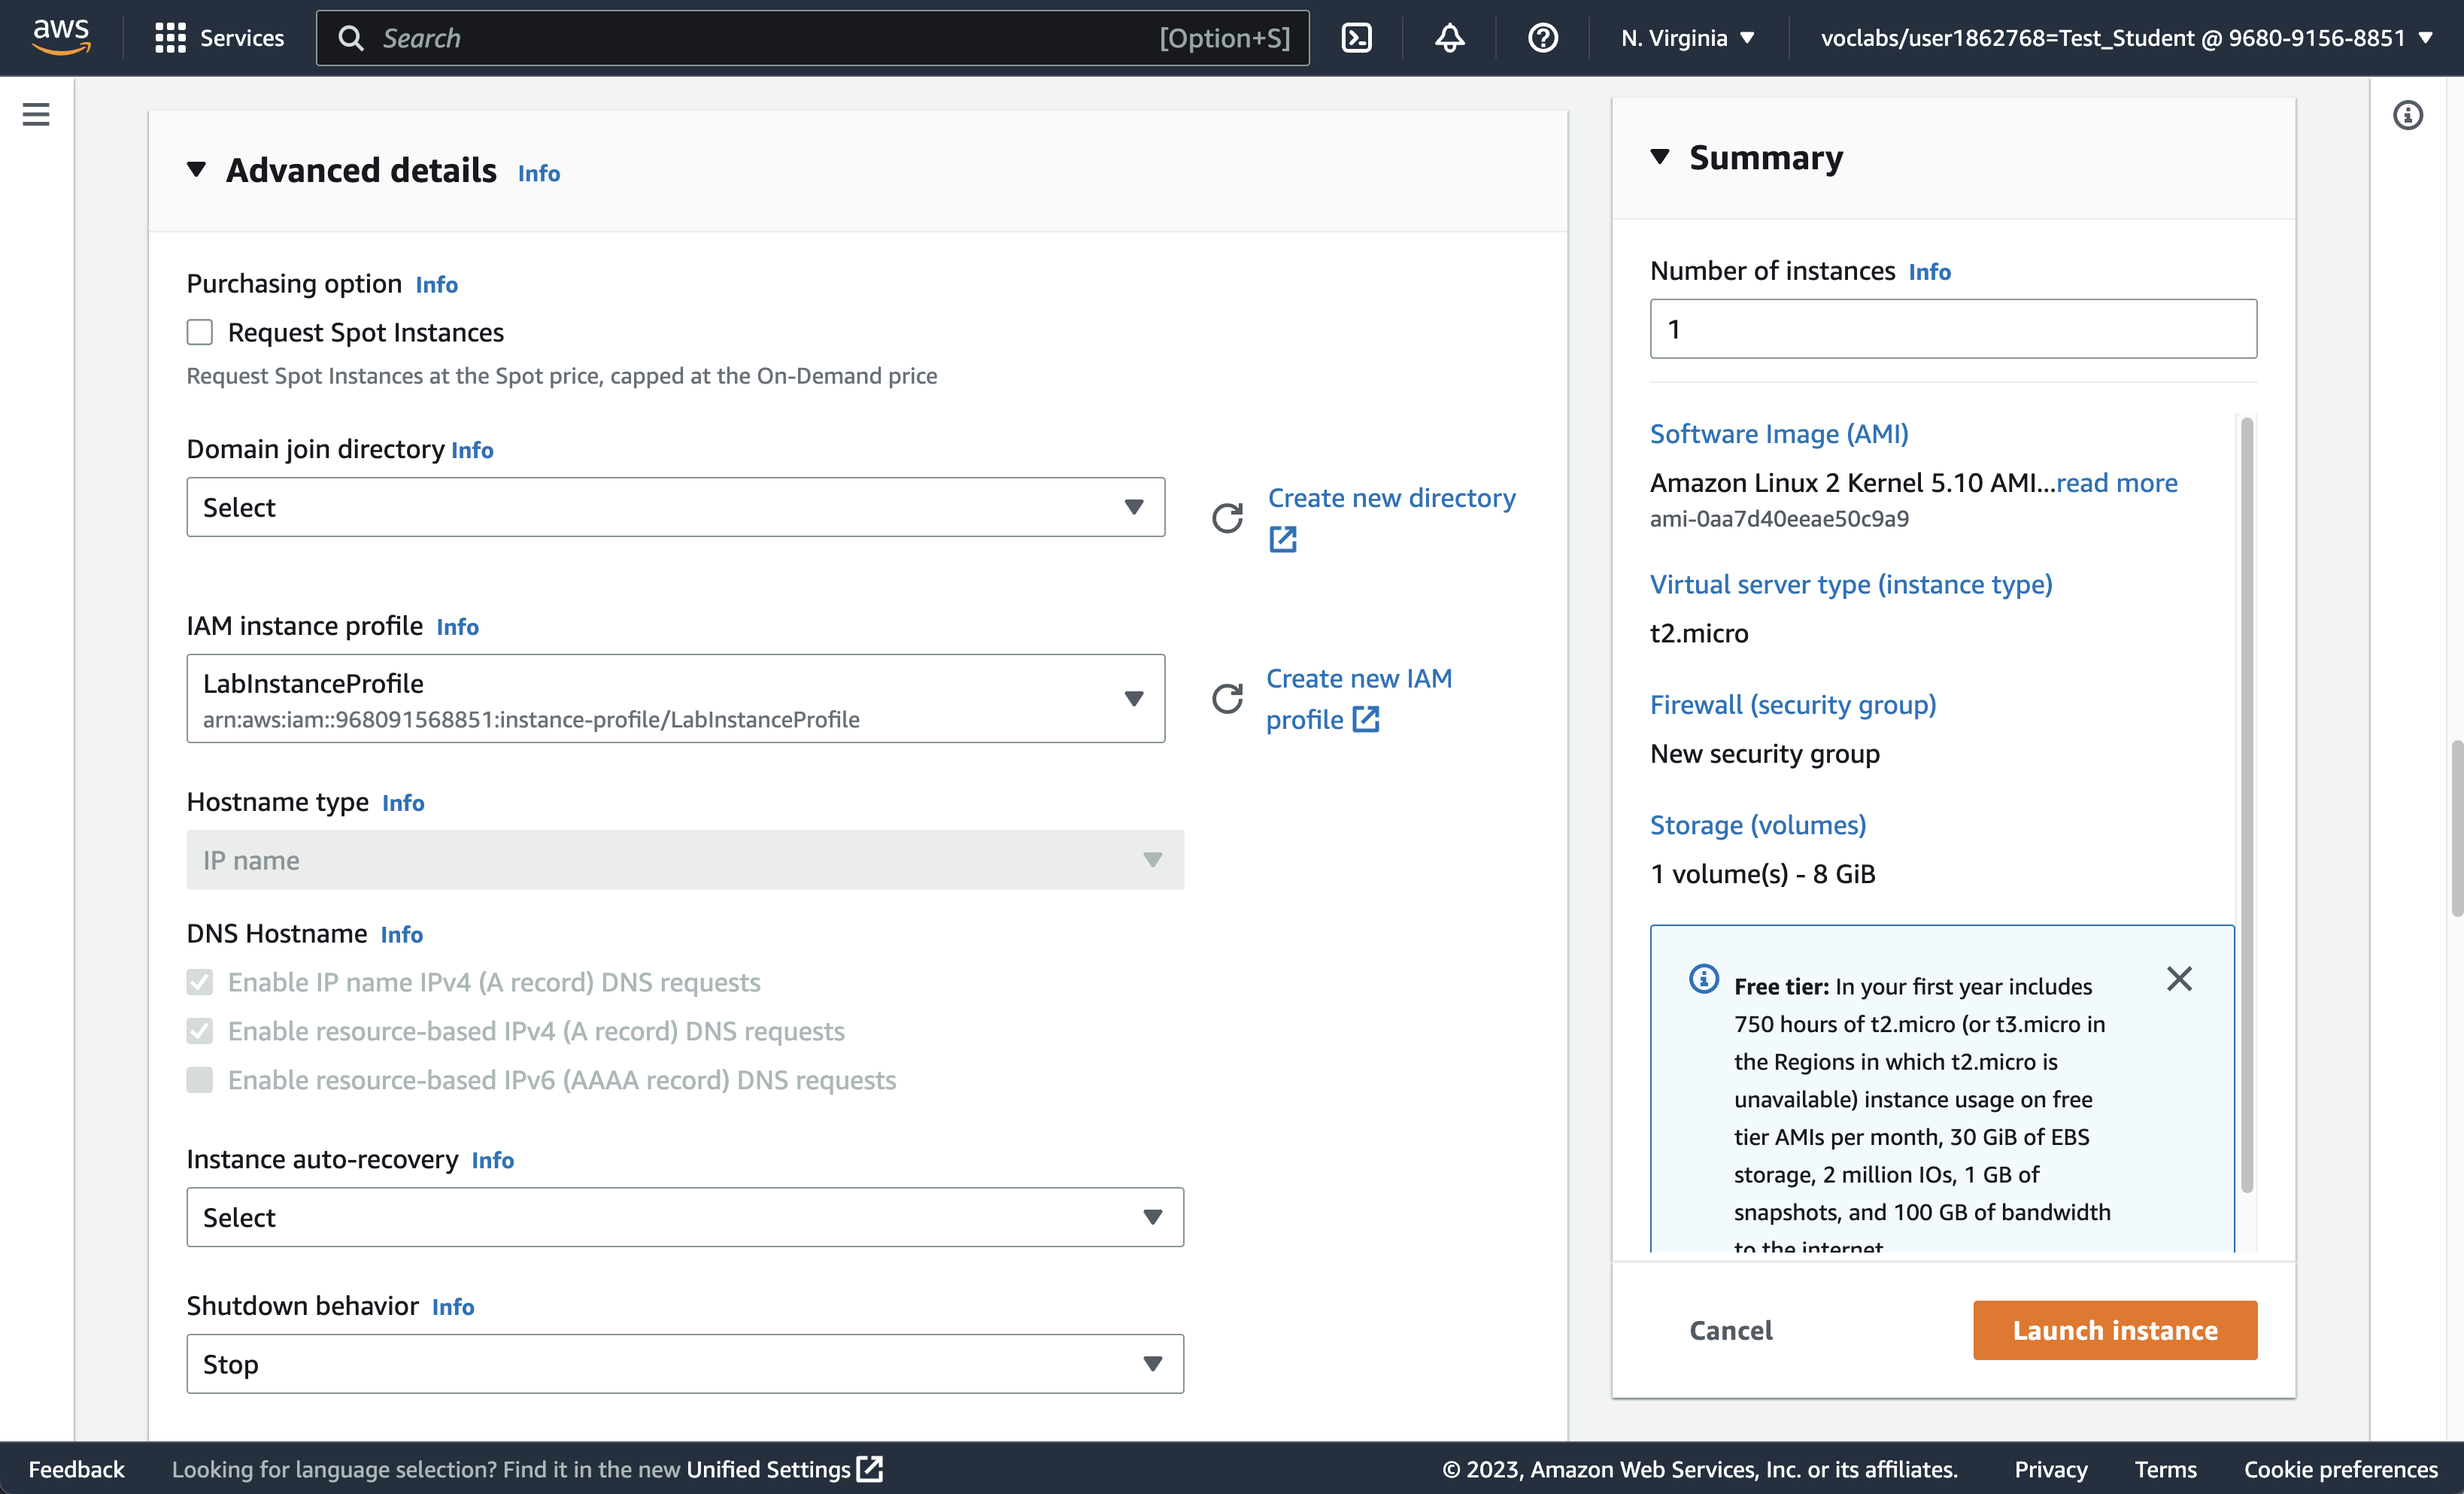 aws
Services
Search [Option+S]
N. Virginia
voclabs/user1862768=Test_Student @ 9680-9156-8851
Advanced details Info
Purchasing option Info
Request Spot Instances
Request Spot Instances at the Spot price, capped at the On-Demand price
Domain join directory Info
Select
Create new directory
IAM instance profile Info
LabInstanceProfile
arn:aws:iam::968091568851:instance-profile/LabInstanceProfile
Create new IAM
profile
Hostname type Info
IP name
DNS Hostname Info
Enable IP name IPv4 (A record) DNS requests
Enable resource-based IPv4 (A record) DNS requests
Enable resource-based IPv6 (AAAA record) DNS requests
Instance auto-recovery Info
Select
Shutdown behavior Info
Stop
Summary
Number of instances Info
1
Software Image (AMI)
Amazon Linux 2 Kernel 5.10 AMI...read more
ami-0aa7d40eeae50c9a9
Virtual server type (instance type)
t2.micro
Firewall (security group)
New security group
Storage (volumes)
1 volume(s) - 8 GiB
Free tier: In your first year includes
750 hours of t2.micro (or t3.micro in
the Regions in which t2.micro is
unavailable) instance usage on free
tier AMIs per month, 30 GiB of EBS
storage, 2 million IOs, 1 GB of
snapshots, and 100 GB of bandwidth
to the internet
Cancel
Launch instance
Feedback
Looking for language selection? Find it in the new Unified Settings
© 2023, Amazon Web Services, Inc. or its affiliates.
Privacy
Terms
Cookie preferences